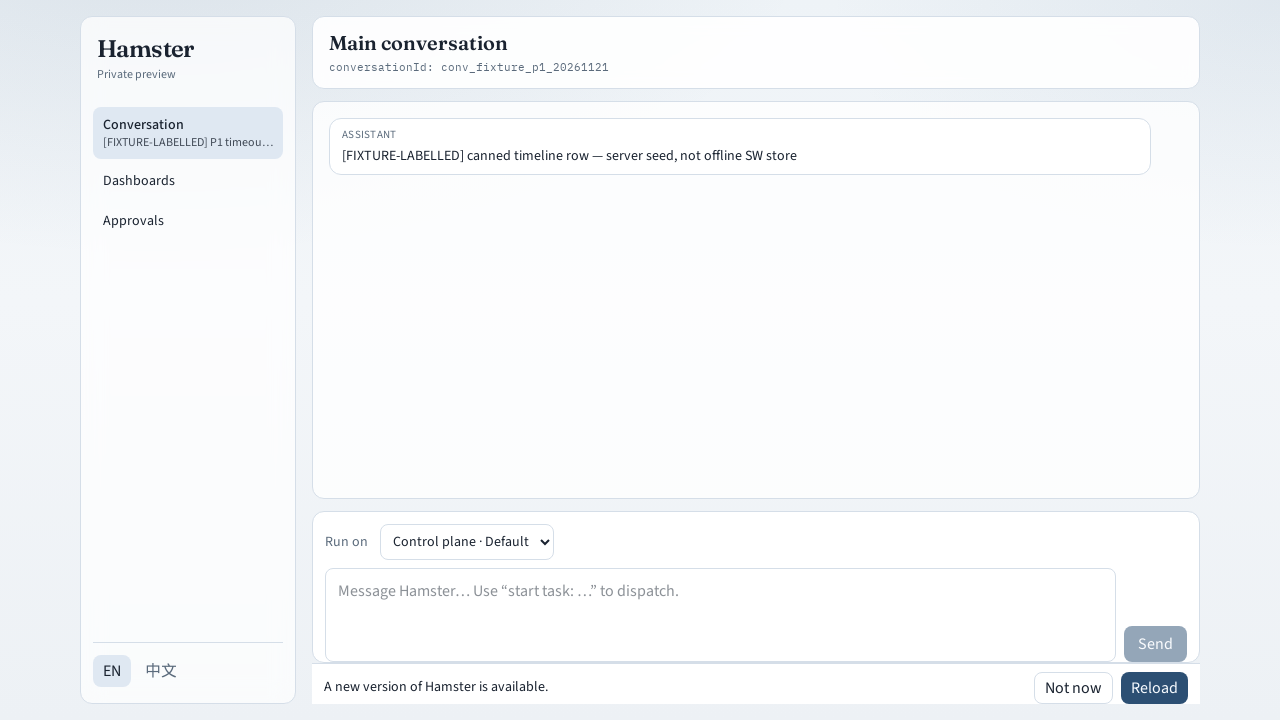 Hamster
Private preview
Conversation
[FIXTURE-LABELLED] P1 timeou…
Dashboards
Approvals
EN
中文
Main conversation
conversationId: conv_fixture_p1_20261121
ASSISTANT
[FIXTURE-LABELLED] canned timeline row — server seed, not offline SW store
Run on
Control plane · Default
Message Hamster… Use “start task: …” to dispatch.
Send
A new version of Hamster is available.
Not now
Reload